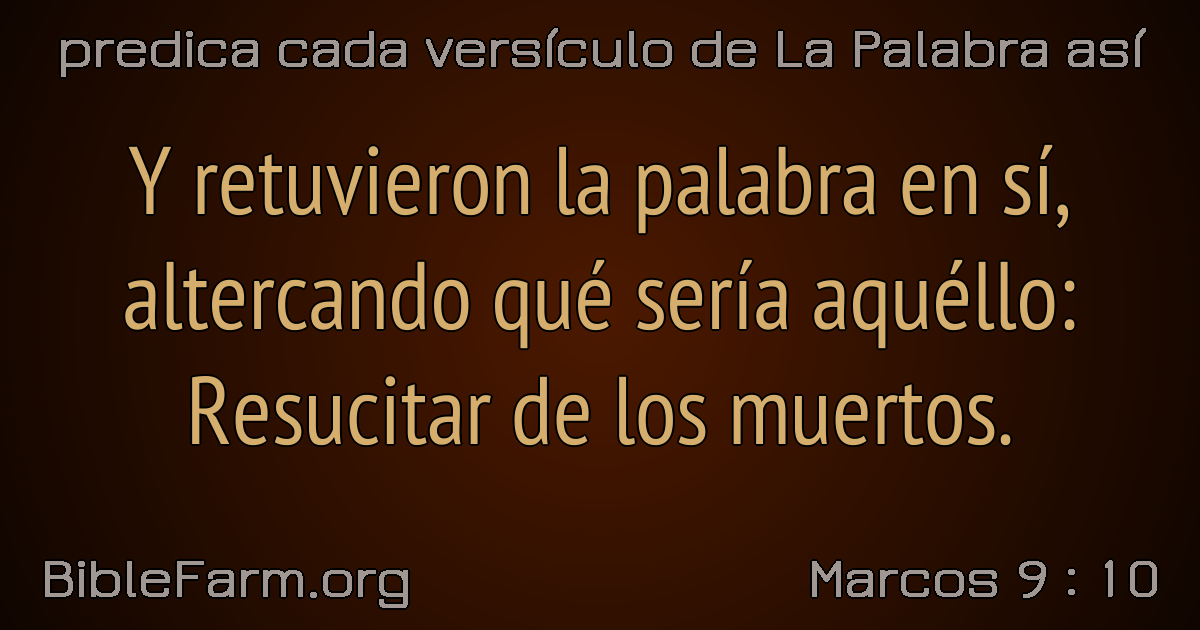 predica cada versículo de La Palabra así
Y retuvieron la palabra en sí,
altercando qué sería aquéllo:
Resucitar de los muertos.
BibleFarm.org
Marcos 9 : 10